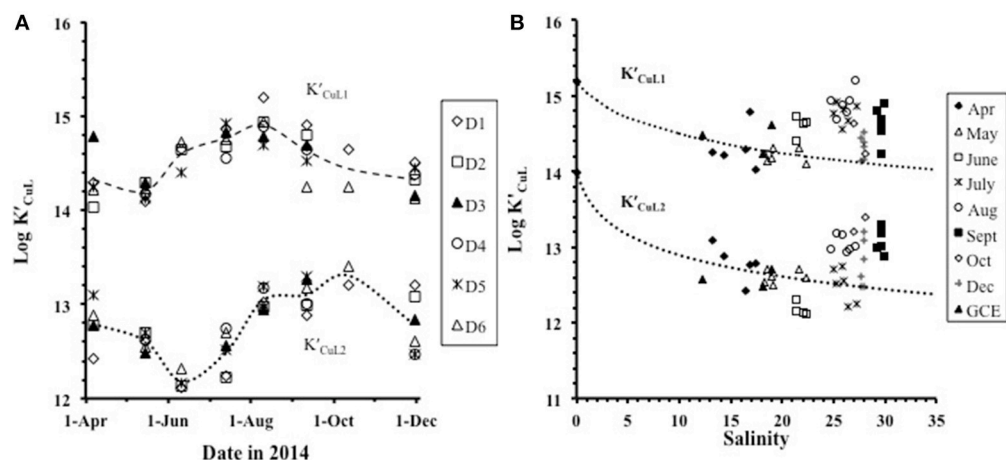 A
16
15
14
13
12
Log K′CuL
K′CuL1
K′CuL2
1-Apr 1-Jun 1-Aug 1-Oct 1-Dec
Date in 2014
D1
D2
D3
D4
D5
D6
B
16
15
14
13
12
11
Log K′CuL
K′CuL1
K′CuL2
0 5 10 15 20 25 30 35
Salinity
Apr
May
June
July
Aug
Sept
Oct
Dec
GCE